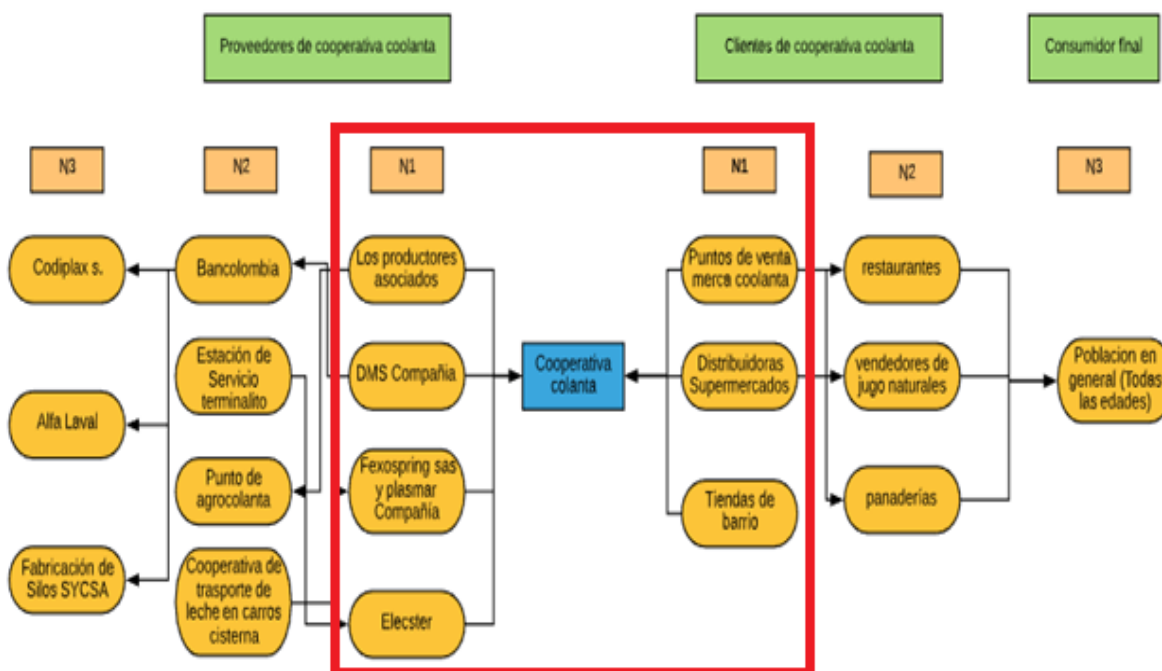 Proveedores de cooperativa coolanta
Clientes de cooperativa coolanta
Consumidor final
N3
N2
N1
N1
N2
N3
Codiplax s.
Bancolombia
Los productores
asociados
Puntos de venta
merca coolanta
restaurantes
Estación de
Servicio
terminalito
DMS Compañia
Cooperativa
colanta
Distribuidoras
Supermercados
vendedores de
jugo naturales
Poblacion en
general (Todas
las edades)
Alfa Laval
Punto de
agrocolanta
Fexospring sas
y plasmar
Compañía
Tiendas de
barrio
panaderías
Fabricación de
Silos SYCSA
Cooperativa de
trasporte de
leche en carros
cisterna
Elecster